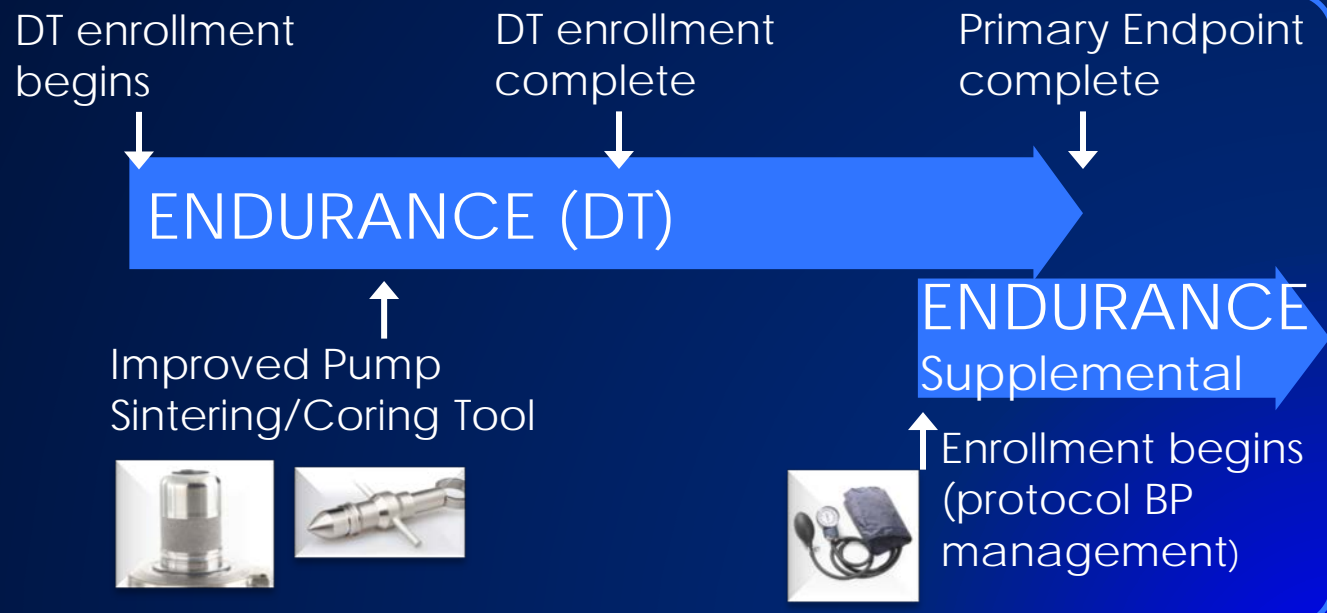 DT enrollment
begins
DT enrollment
complete
Primary Endpoint
complete
ENDURANCE (DT)
ENDURANCE
Supplemental
Improved Pump
Sintering/Coring Tool
Enrollment begins
(protocol BP
management)